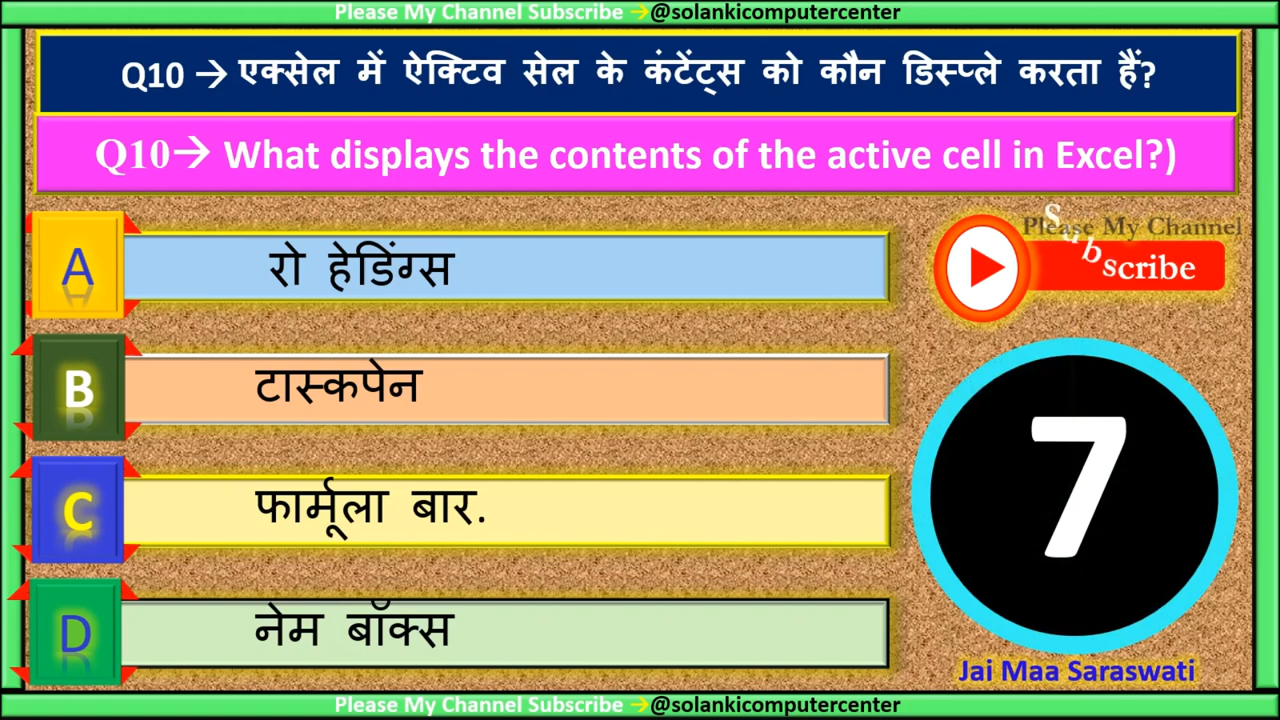 Please My Channel Subscribe →@solankicomputercenter
Q10 → एक्सेल में ऐक्टिव सेल के कंटेंट्स को कौन डिस्प्ले करता हैं?
Q10→ What displays the contents of the active cell in Excel?)
A रो हेडिंग्स
Please My Channel
Subscribe
B टास्कपेन
C फार्मूला बार.
7
D नेम बॉक्स
Jai Maa Saraswati
Please My Channel Subscribe →@solankicomputercenter